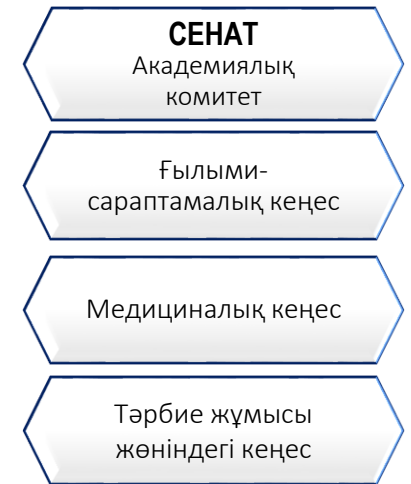 СЕНАТ
Академиялық
комитет
Ғылыми-
сараптамалық кеңес
Медициналық кеңес
Тәрбие жұмысы
жөніндегі кеңес